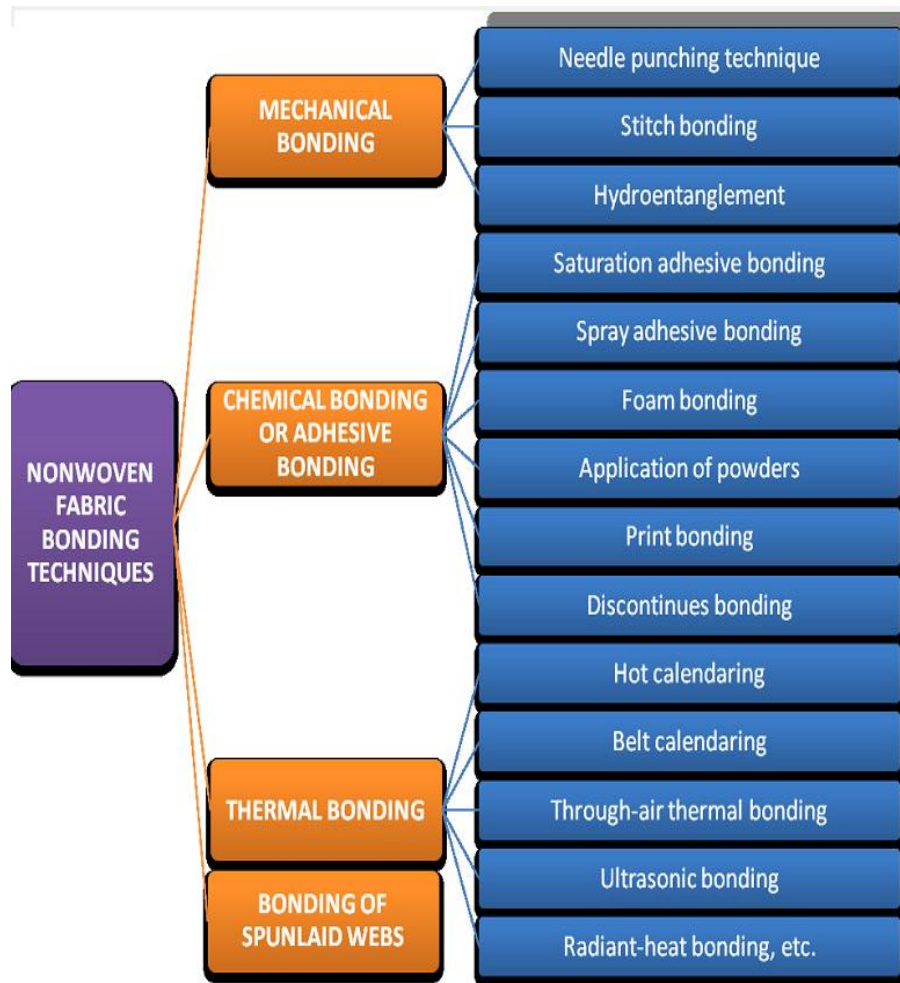 NONWOVEN
FABRIC
BONDING
TECHNIQUES
MECHANICAL
BONDING
Needle punching technique
Stitch bonding
Hydroentanglement
CHEMICAL BONDING
OR ADHESIVE
BONDING
Saturation adhesive bonding
Spray adhesive bonding
Foam bonding
Application of powders
Print bonding
Discontinues bonding
THERMAL BONDING
Hot calendaring
Belt calendaring
Through-air thermal bonding
Ultrasonic bonding
Radiant-heat bonding, etc.
BONDING OF
SPUNLAID WEBS